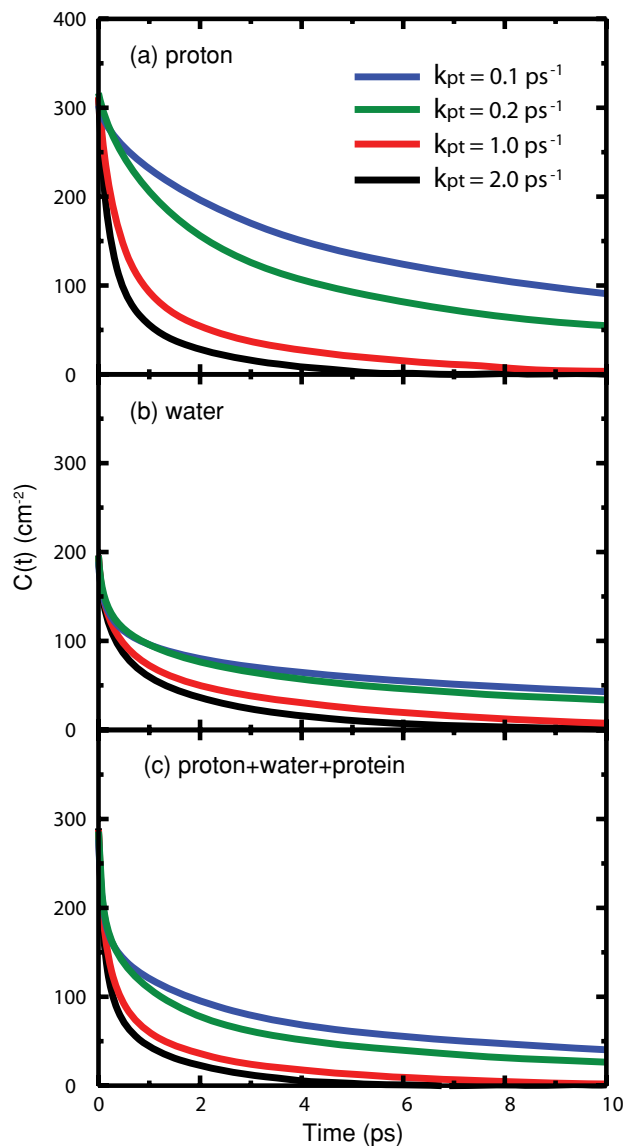 400
(a) proton
kpt = 0.1 ps⁻¹
kpt = 0.2 ps⁻¹
kpt = 1.0 ps⁻¹
kpt = 2.0 ps⁻¹
300
200
100
0
(b) water
300
200
100
0
C(t) (cm⁻²)
(c) proton+water+protein
300
200
100
0
0 2 4 6 8 10
Time (ps)